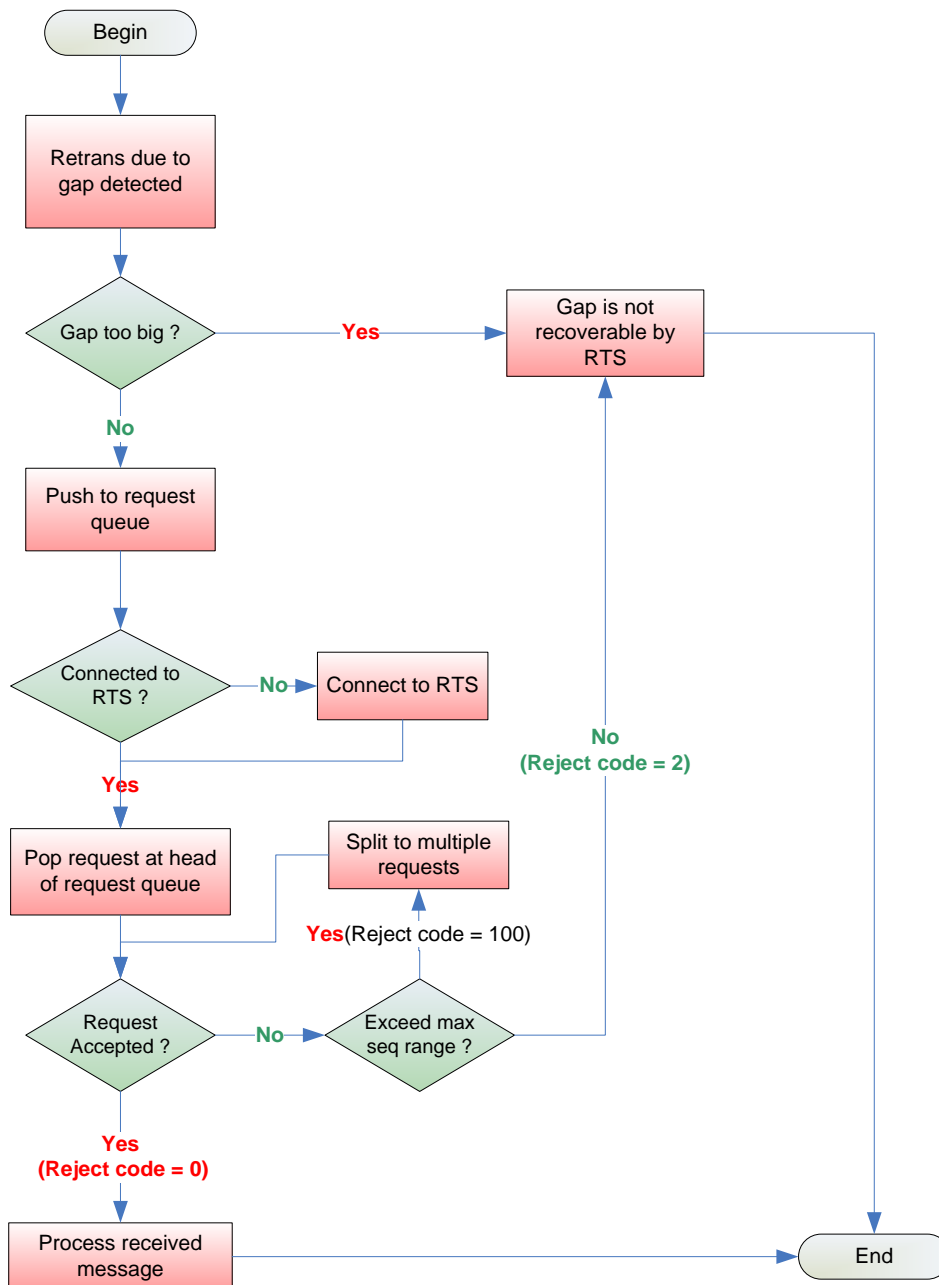 Begin
Retrans due to
gap detected
Gap too big ?
Yes
Gap is not
recoverable by
RTS
No
Push to request
queue
Connected to
RTS ?
No
Connect to RTS
Yes
No
(Reject code = 2)
Pop request at head
of request queue
Split to multiple
requests
Yes(Reject code = 100)
Request
Accepted ?
No
Exceed max
seq range ?
Yes
(Reject code = 0)
Process received
message
End